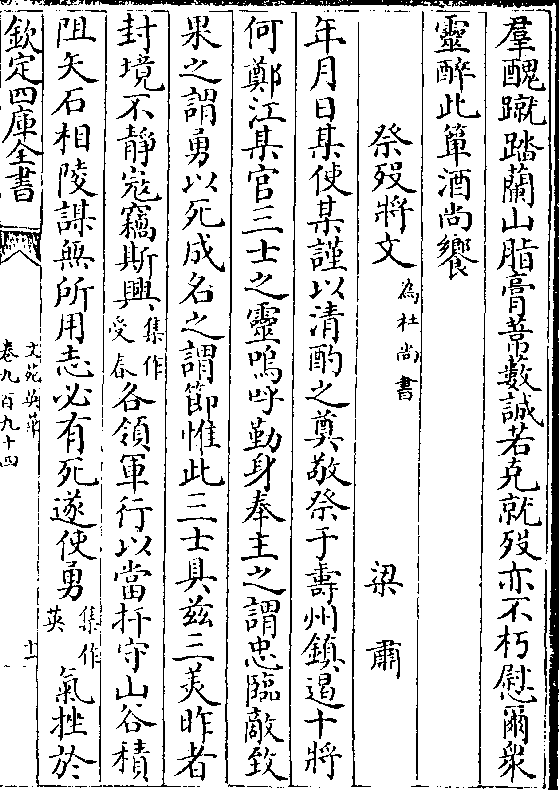 羣醜蹴踏蘭山脂膏蒂藪誠若克就歿亦不朽慰爾衆
靈醉此簞酒尚饗
祭歿將文 為杜尚書 梁肅
年月日某使某謹以清酌之奠敬祭于壽州鎮遏十將
何鄭江某官三士之靈嗚呼勤身奉主之謂忠臨敵致
果之謂勇以死成名之謂節惟此三士具兹三美昨者
封境不靜寇竊斯興集作受春各領軍行以當扞守山谷積
阻矢石相陵謀無所用志必有死遂使勇集作英氣挫於
欽定四庫全書
文苑英華
卷九百九十四
十一